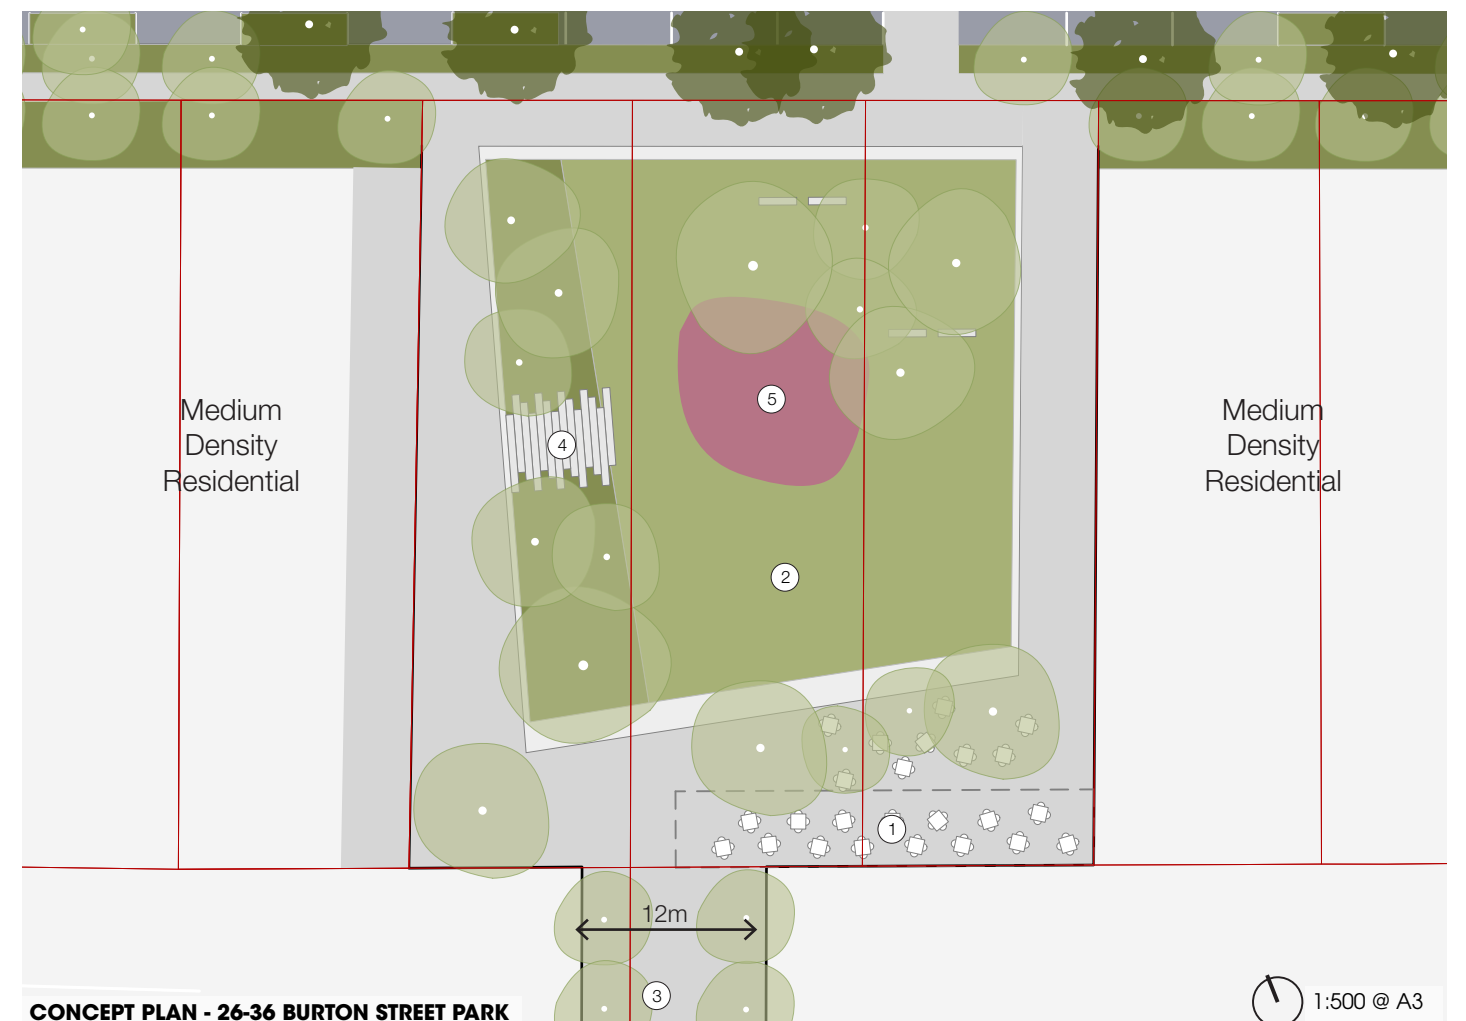 Medium
Density
Residential
Medium
Density
Residential
5
4
2
1
12m
3
CONCEPT PLAN - 26-36 BURTON STREET PARK
1:500 @ A3